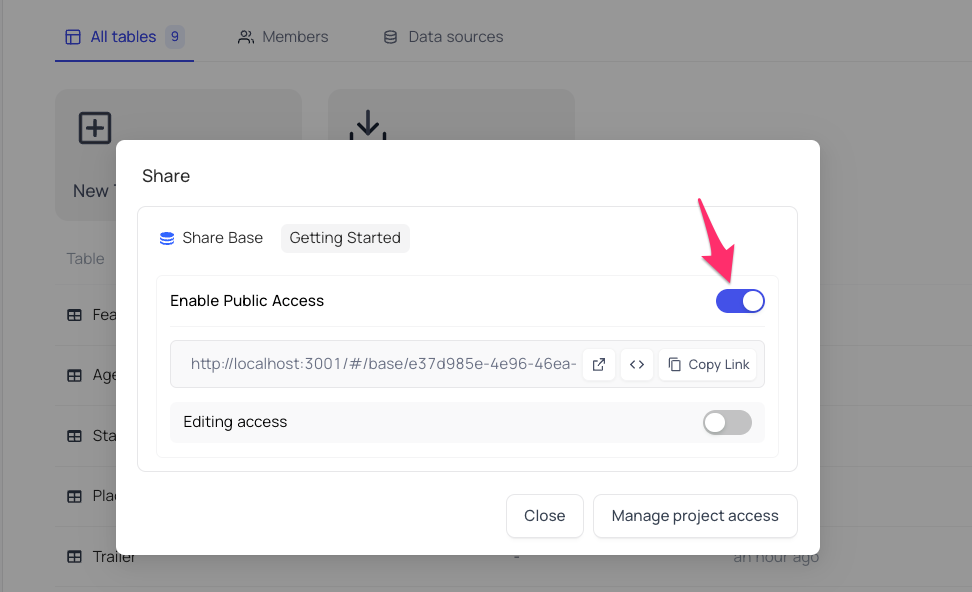 All tables 9 Members Data sources
New
Share
Share Base Getting Started
Table
Enable Public Access
Fea
http://localhost:3001/#/base/e37d985e-4e96-46ea-
Copy Link
Age
Editing access
Sta
Pla
Close Manage project access
Trailer - an hour ago